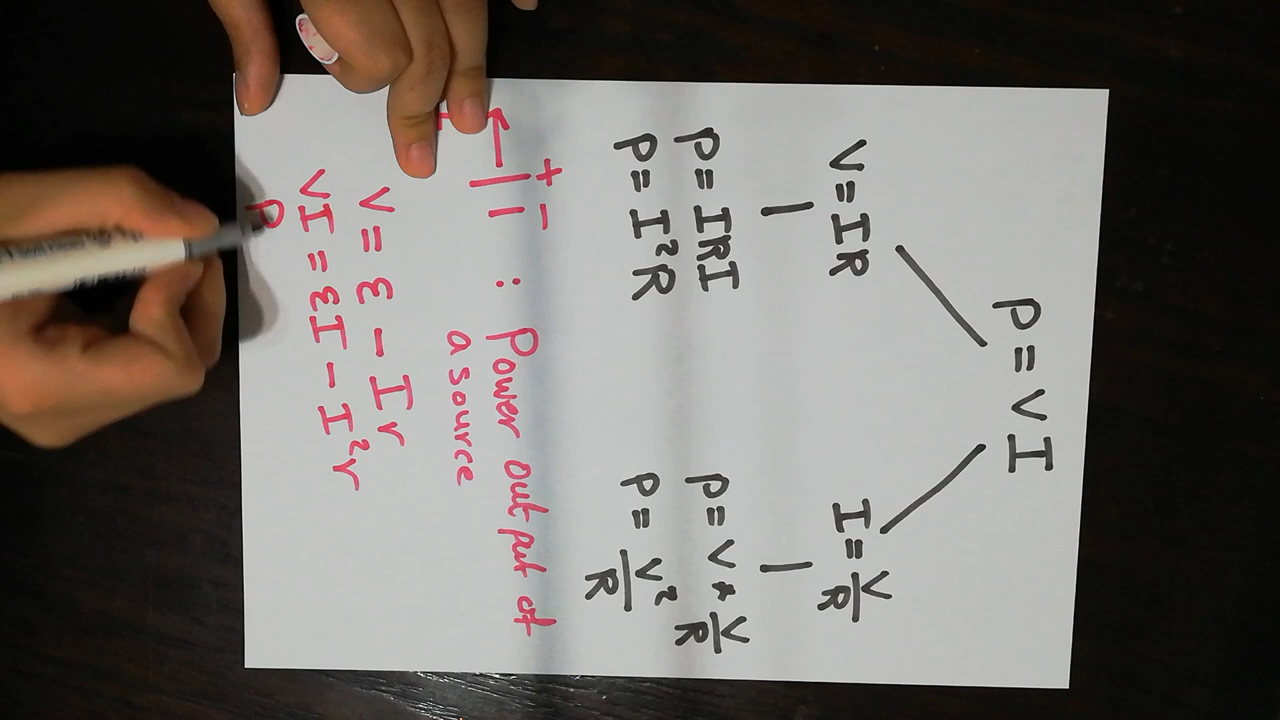 P = VI
V = IR
I = V/R
P = IRI
P = V * V/R
P = I²R
P = V²/R
+ -
: Power output of
a source
V = ε - Ir
VI = εI - I²r
P